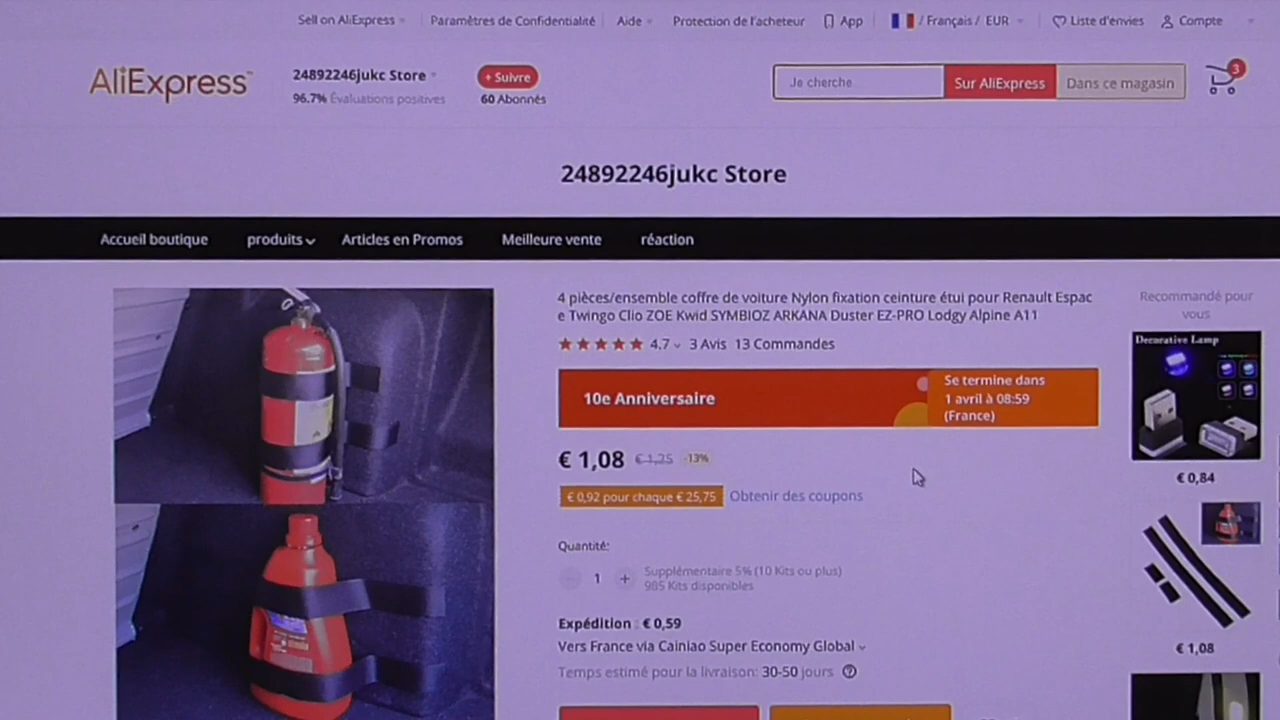 Sell on AliExpress
Paramètres de Confidentialité
Aide
Protection de l'acheteur
App
/ Français / EUR
Liste d'envies
Compte
AliExpress™
24892246jukc Store
96.7% Évaluations positives
+ Suivre
60 Abonnés
Je cherche
Sur AliExpress
Dans ce magasin
3
24892246jukc Store
Accueil boutique
produits
Articles en Promos
Meilleure vente
réaction
4 pièces/ensemble coffre de voiture Nylon fixation ceinture étui pour Renault Espac
e Twingo Clio ZOE Kwid SYMBIOZ ARKANA Duster EZ-PRO Lodgy Alpine A11
4.7 3 Avis 13 Commandes
10e Anniversaire
Se termine dans
1 avril à 08:59
(France)
€ 1,08 € 1,25 -13%
€ 0,92 pour chaque € 25,75 Obtenir des coupons
Quantité:
1
Supplémentaire 5% (10 Kits ou plus)
985 Kits disponibles
Expédition : € 0,59
Vers France via Cainiao Super Economy Global
Temps estimé pour la livraison: 30-50 jours
Recommandé pour
vous
Decorative Lamp
€ 0,84
€ 1,08